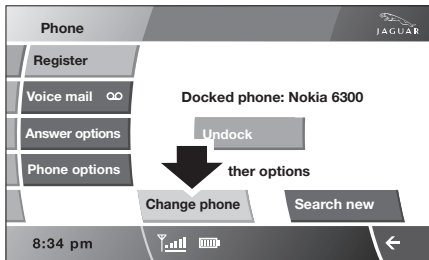 Phone
JAGUAR
Register
Voice mail
Docked phone: Nokia 6300
Answer options
Undock
Phone options
ther options
Change phone
Search new
8:34 pm